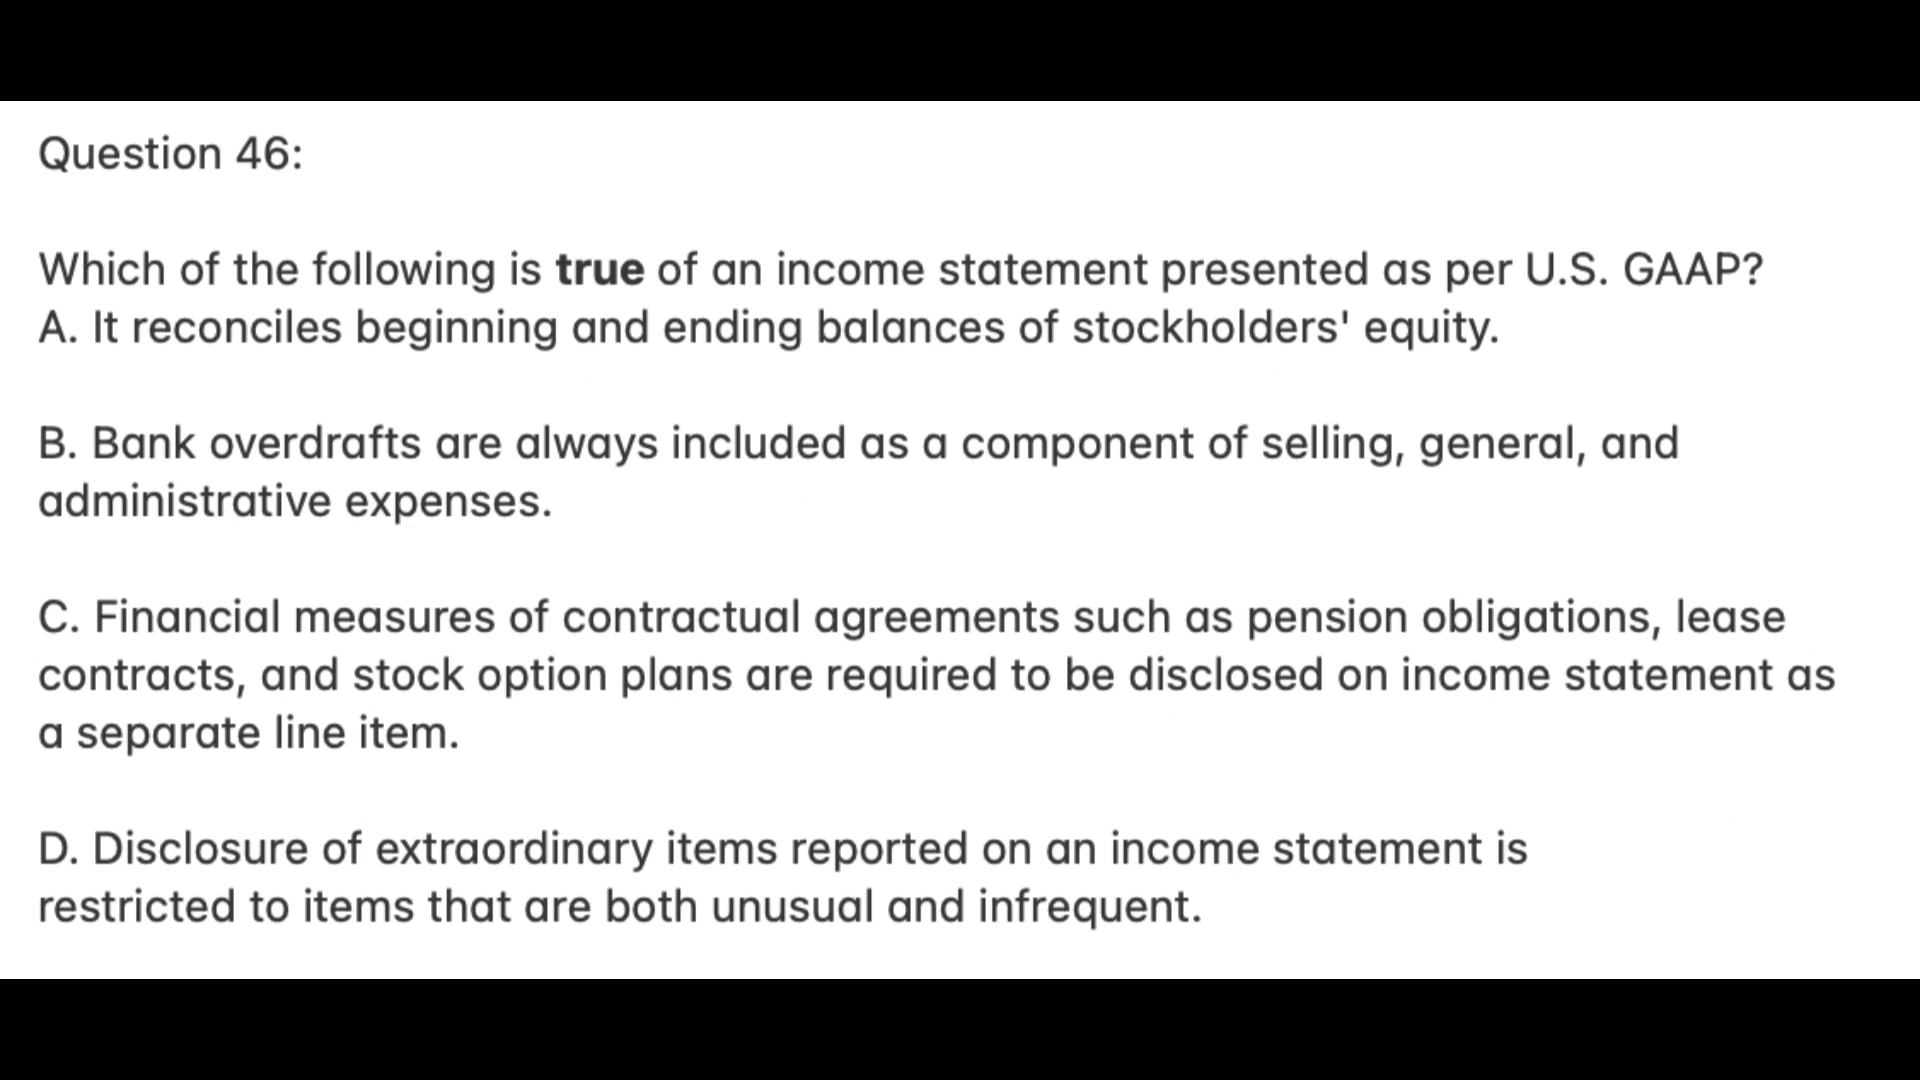 Question 46:
Which of the following is true of an income statement presented as per U.S. GAAP?
A. It reconciles beginning and ending balances of stockholders' equity.
B. Bank overdrafts are always included as a component of selling, general, and
administrative expenses.
C. Financial measures of contractual agreements such as pension obligations, lease
contracts, and stock option plans are required to be disclosed on income statement as
a separate line item.
D. Disclosure of extraordinary items reported on an income statement is
restricted to items that are both unusual and infrequent.